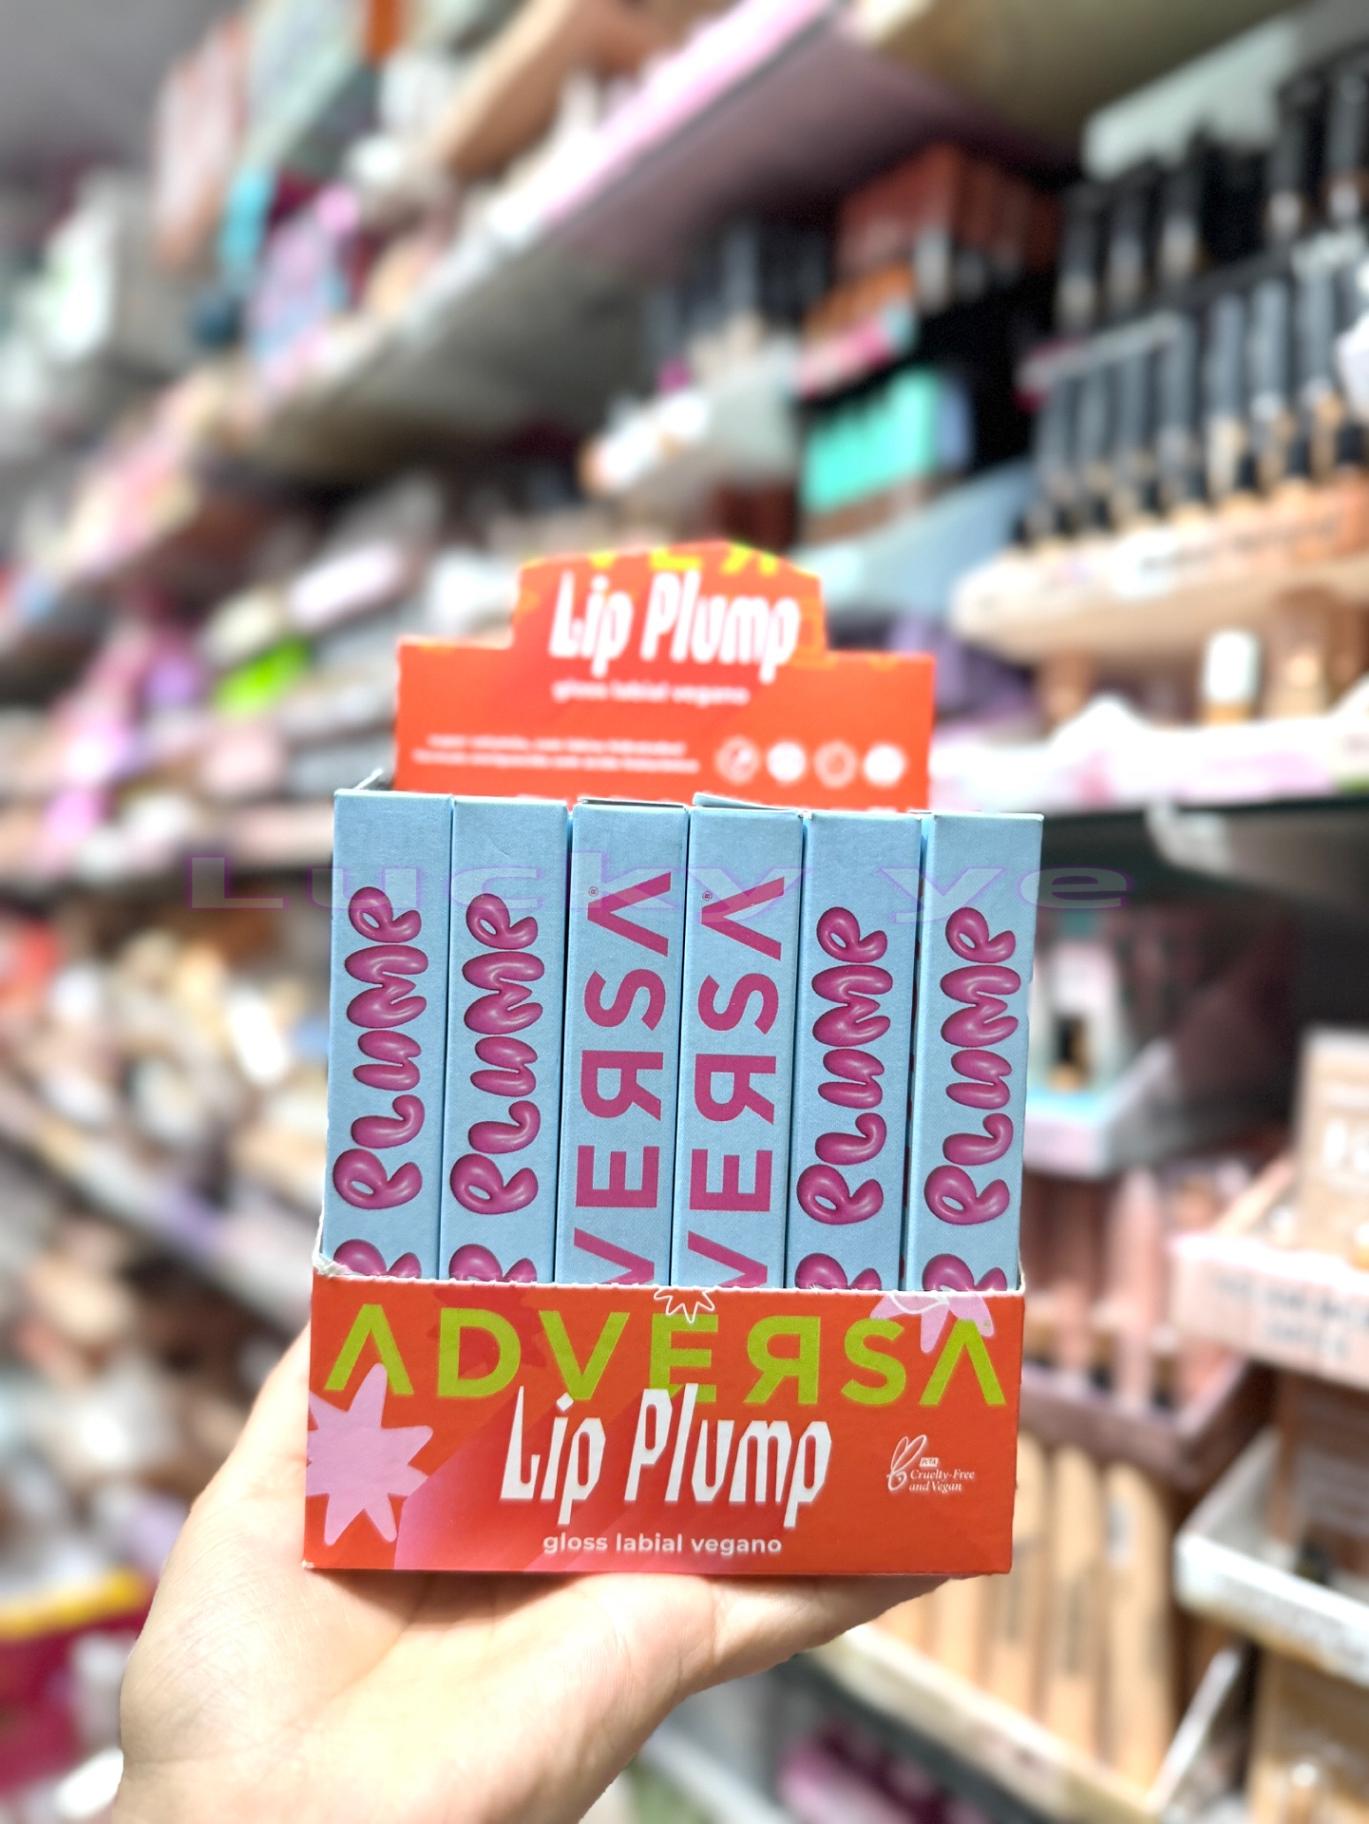 Lip Plump
gloss labial vegano
Lucky ye
PLUMP
PLUMP
VERSA®
VERSA®
PLUMP
PLUMP
ADVERSA
Lip Plump
gloss labial vegano
PETA
Cruelty-Free
and Vegan